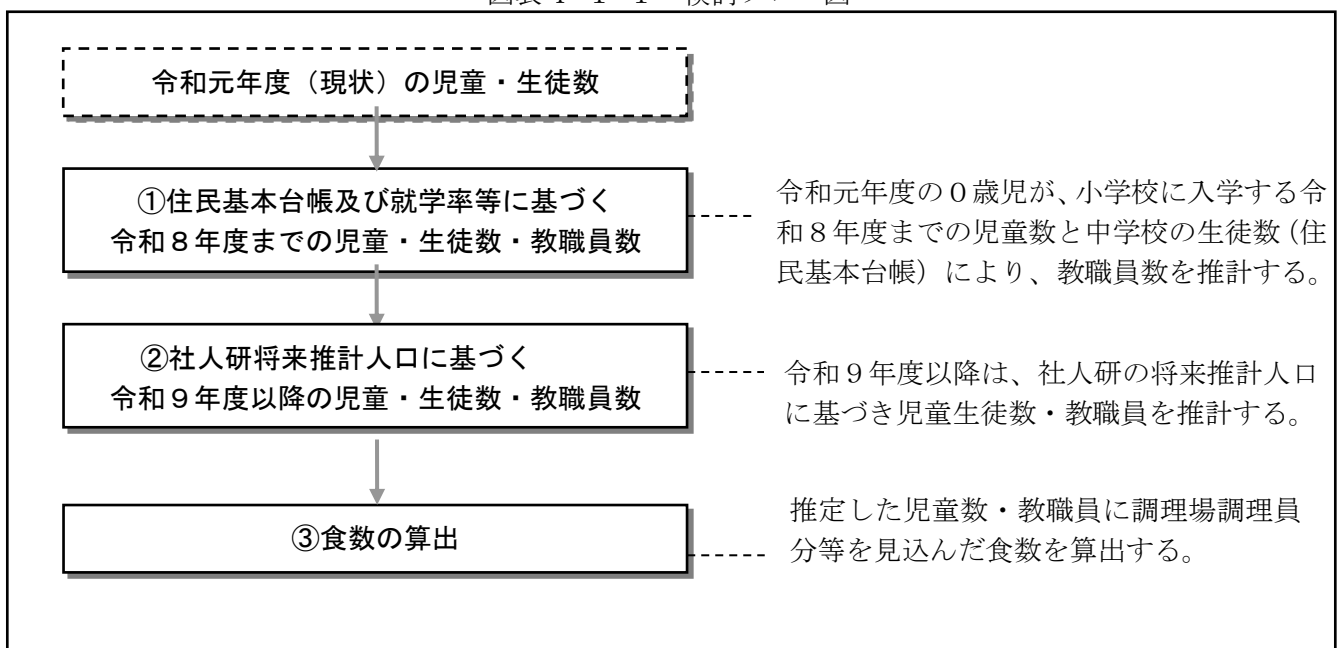 令和元年度（現状）の児童・生徒数
①住民基本台帳及び就学率等に基づく
令和８年度までの児童・生徒数・教職員数
令和元年度の０歳児が、小学校に入学する令
和８年度までの児童数と中学校の生徒数（住
民基本台帳）により、教職員数を推計する。
②社人研将来推計人口に基づく
令和９年度以降の児童・生徒数・教職員数
令和９年度以降は、社人研の将来推計人口
に基づき児童生徒数・教職員を推計する。
③食数の算出
推定した児童数・教職員に調理場調理員
分等を見込んだ食数を算出する。